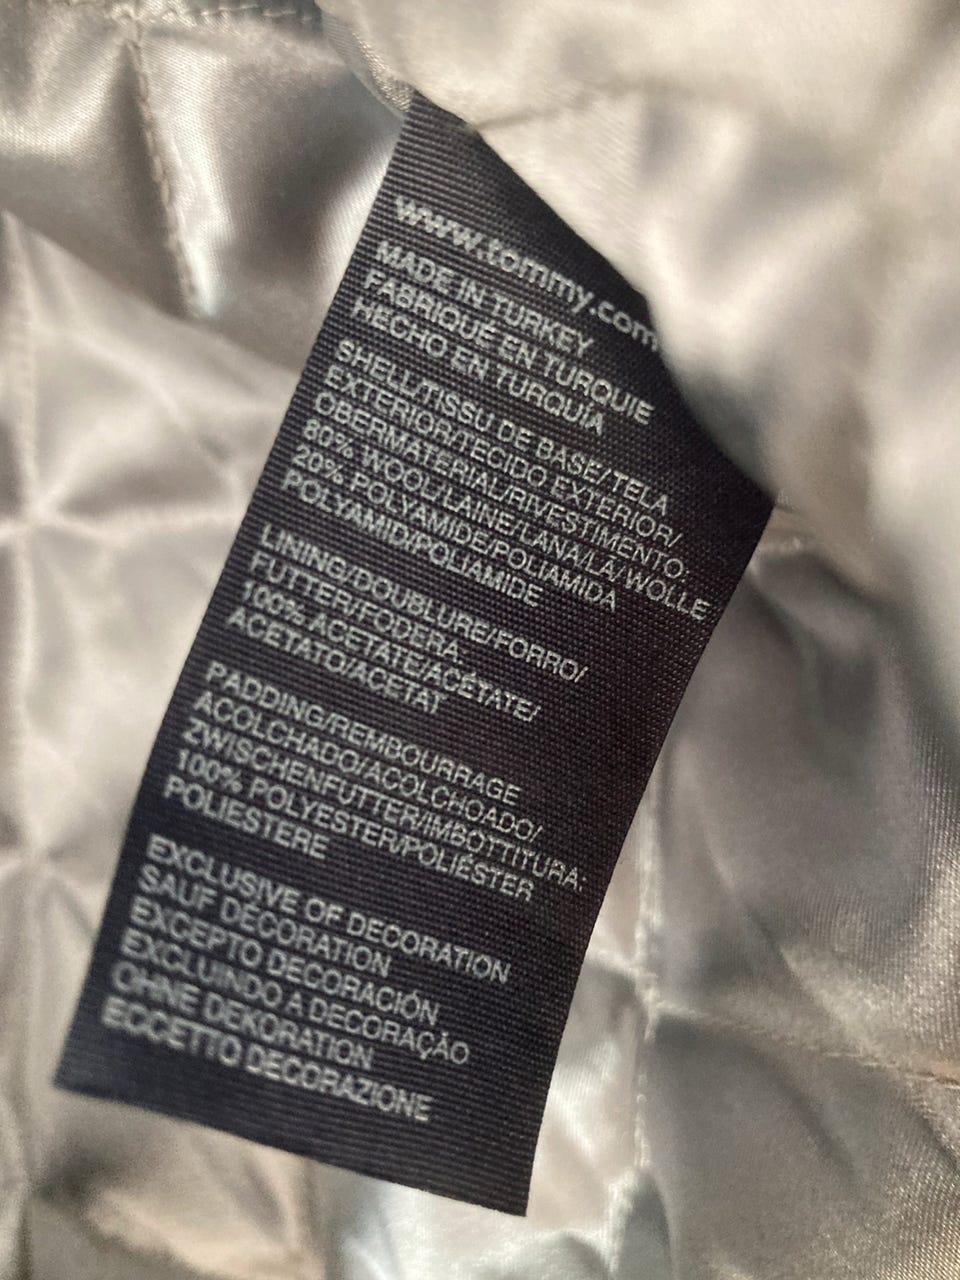 www.tommy.com
MADE IN TURKEY
FABRIQUÉ EN TURQUIE
HECHO EN TURQUÍA
SHELL/TISSU DE BASE/TELA
EXTERIOR/TECIDO EXTERIOR/
OBERMATERIAL/RIVESTIMENTO:
80% WOOL/LAINE/LANA/LA/WOLLE
20% POLYAMIDE/POLIAMIDA
POLYAMID/POLIAMIDE
LINING/DOUBLURE/FORRO/
FUTTER/FODERA:
100% ACETATE/ACÉTATE/
ACETATO/ACETAT
PADDING/REMBOURRAGE
ACOLCHADO/ACOLCHOADO/
ZWISCHENFUTTER/IMBOTTITURA:
100% POLYESTER/POLIÉSTER
POLIESTERE
EXCLUSIVE OF DECORATION
SAUF DÉCORATION
EXCEPTO DECORACIÓN
EXCLUINDO A DECORAÇÃO
OHNE DEKORATION
ECCETTO DECORAZIONE